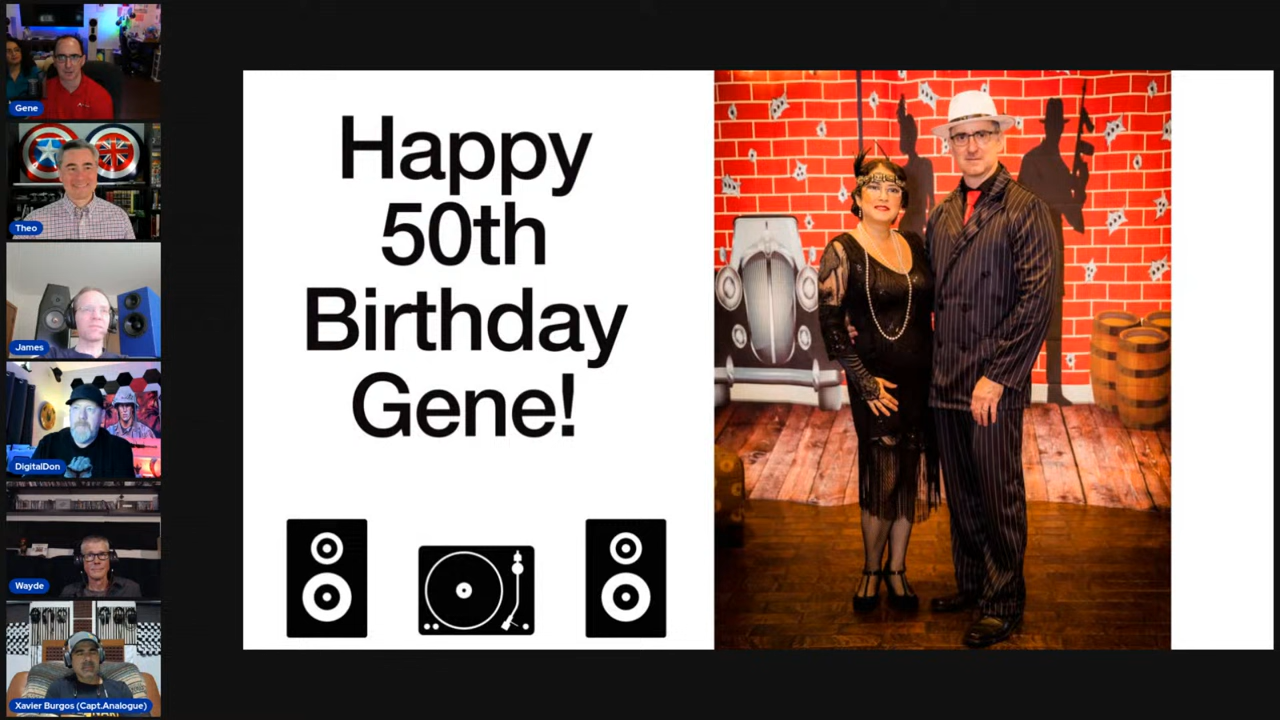 Gene
Theo
James
DigitalDon
Wayde
Xavier Burgos (Capt.Analogue)
Happy
50th
Birthday
Gene!